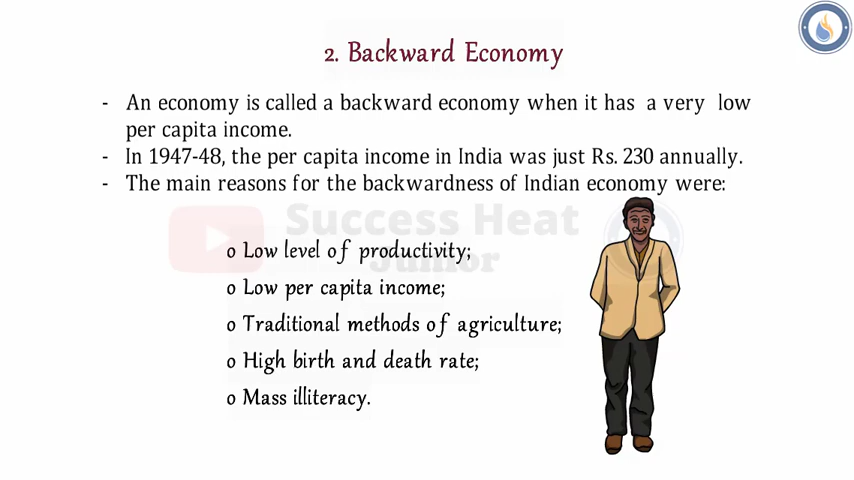 2. Backward Economy
- An economy is called a backward economy when it has a very low
per capita income.
- In 1947-48, the per capita income in India was just Rs. 230 annually.
- The main reasons for the backwardness of Indian economy were:
Success Heat
Junior
o Low level of productivity;
o Low per capita income;
o Traditional methods of agriculture;
o High birth and death rate;
o Mass illiteracy.